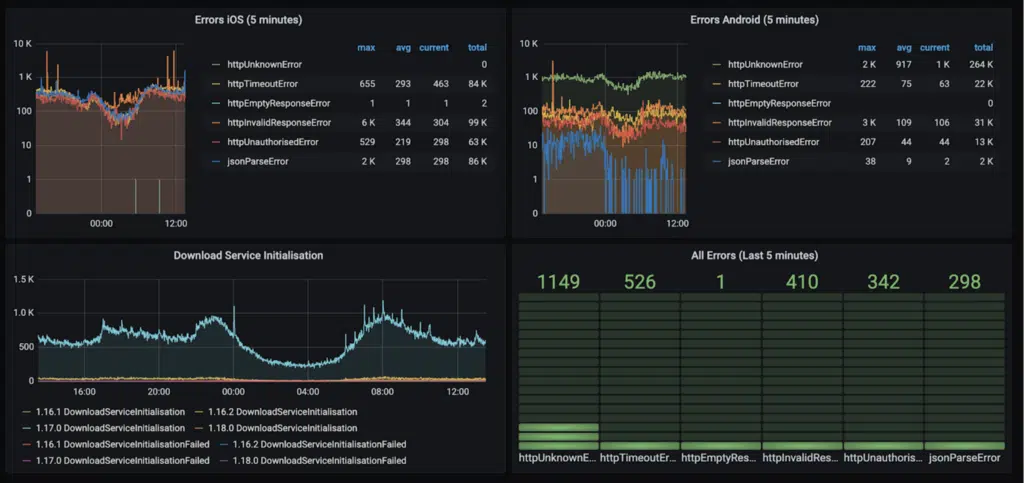 Errors iOS (5 minutes)
10 K
1 K
100
10
1
0
00:00 12:00
max avg current total
httpUnknownError 0
httpTimeoutError 655 293 463 84 K
httpEmptyResponseError 1 1 1 2
httpInvalidResponseError 6 K 344 304 99 K
httpUnauthorisedError 529 219 298 63 K
jsonParseError 2 K 298 298 86 K
Errors Android (5 minutes)
10 K
1 K
100
10
1
0
00:00 12:00
max avg current total
httpUnknownError 2 K 917 1 K 264 K
httpTimeoutError 222 75 63 22 K
httpEmptyResponseError 0
httpInvalidResponseError 3 K 109 106 31 K
httpUnauthorisedError 207 44 44 13 K
jsonParseError 38 9 2 2 K
Download Service Initialisation
1.5 K
1.0 K
500
0
16:00 20:00 00:00 04:00 08:00 12:00
1.16.1 DownloadServiceInitialisation 1.16.2 DownloadServiceInitialisation
1.17.0 DownloadServiceInitialisation 1.18.0 DownloadServiceInitialisation
1.16.1 DownloadServiceInitialisationFailed 1.16.2 DownloadServiceInitialisationFailed
1.17.0 DownloadServiceInitialisationFailed 1.18.0 DownloadServiceInitialisationFailed
All Errors (Last 5 minutes)
1149 526 1 410 342 298
httpUnknownE... httpTimeoutEr... httpEmptyRes... httpInvalidRes... httpUnauthoris... jsonParseError